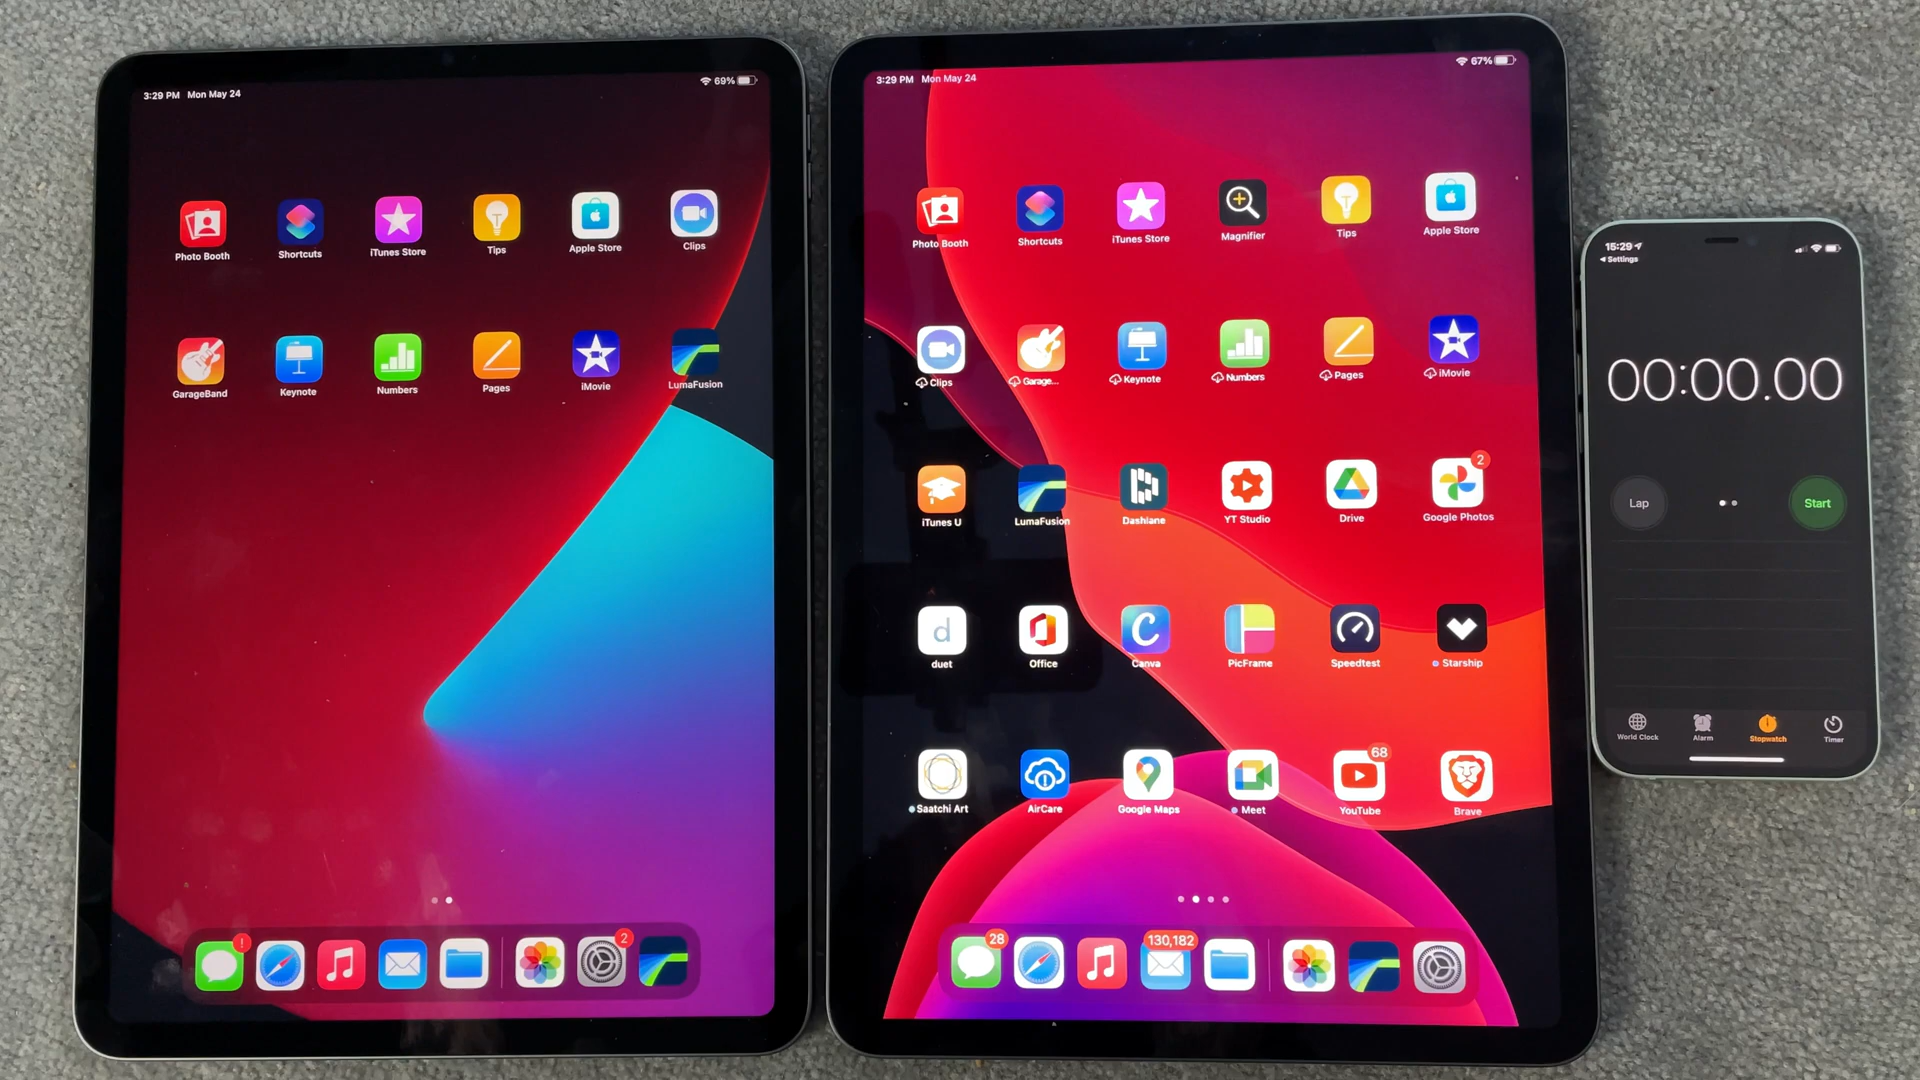 3:29 PM Mon May 24
69%
Photo Booth
Shortcuts
iTunes Store
Tips
Apple Store
Clips
GarageBand
Keynote
Numbers
Pages
iMovie
LumaFusion
!
2
3:29 PM Mon May 24
67%
Photo Booth
Shortcuts
iTunes Store
Magnifier
Tips
Apple Store
Clips
Garage...
Keynote
Numbers
Pages
iMovie
2
iTunes U
LumaFusion
Dashlane
YT Studio
Drive
Google Photos
d
duet
Office
C
Canva
PicFrame
Speedtest
Starship
68
Saatchi Art
AirCare
Google Maps
Meet
YouTube
Brave
28
130,182
15:29
Settings
00:00.00
Lap
Start
World Clock
Alarm
Stopwatch
Timer